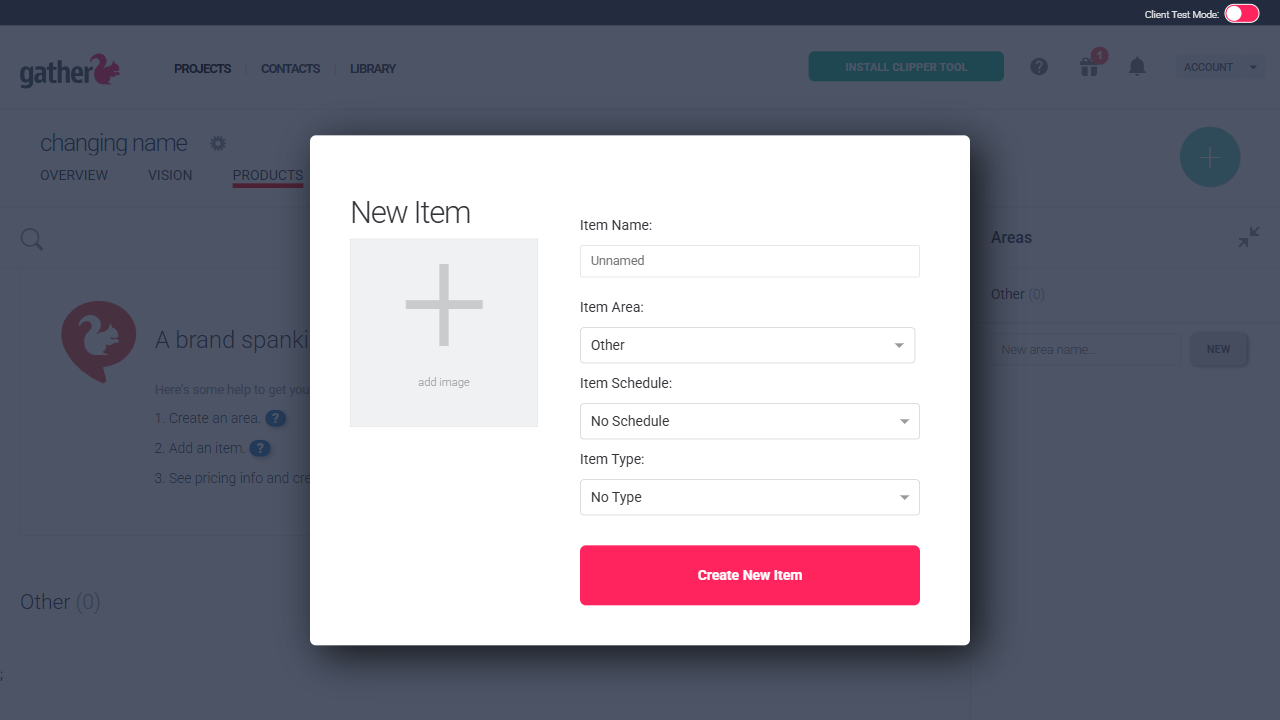 Client Test Mode:
gather
PROJECTS
CONTACTS
LIBRARY
INSTALL CLIPPER TOOL
1
ACCOUNT
changing name
OVERVIEW
VISION
PRODUCTS
New Item
add image
Item Name:
Unnamed
Item Area:
Other
Item Schedule:
No Schedule
Item Type:
No Type
Create New Item
A brand spanki
Here's some help to get you
1. Create an area. ?
2. Add an item. ?
3. See pricing info and cre
Other (0)
;
Areas
Other (0)
New area name...
NEW